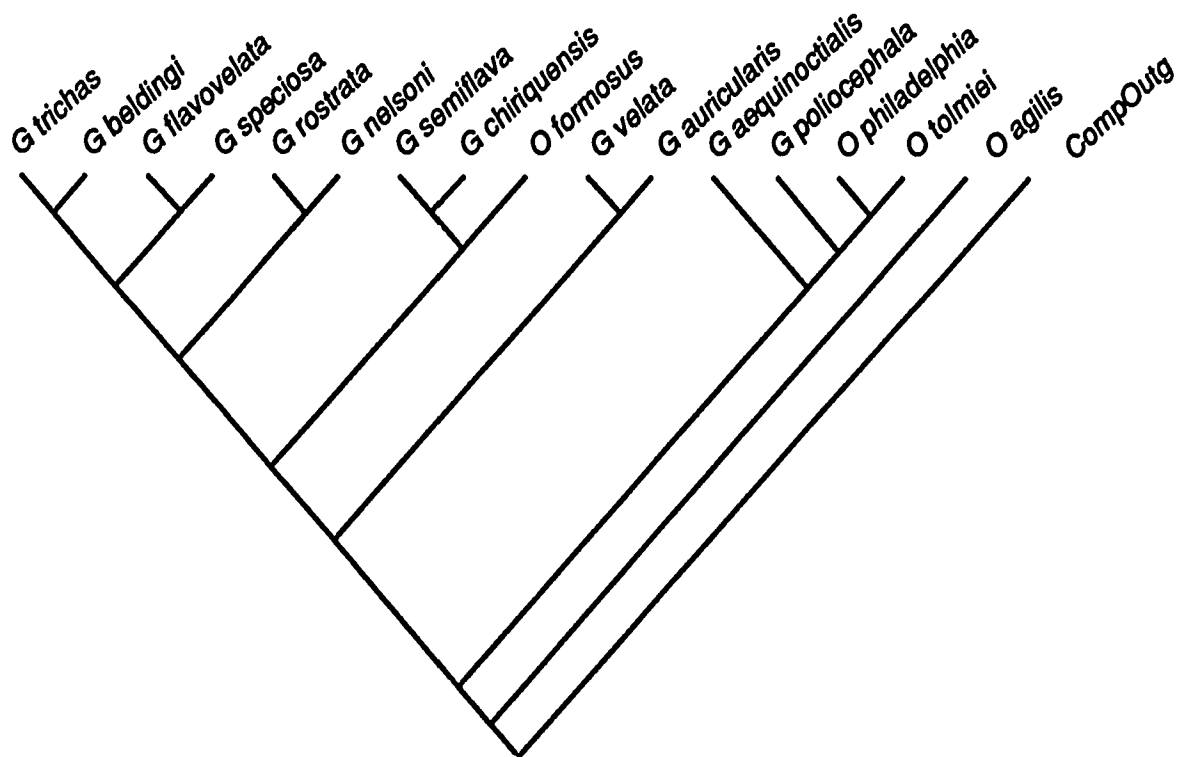 G trichas
G beldingi
G flavovelata
G speciosa
G rostrata
G nelsoni
G semiflava
G chiriquensis
O formosus
G velata
G auricularis
G aequinoctialis
G poliocephala
O philadelphia
O tolmiei
O agilis
CompOutg